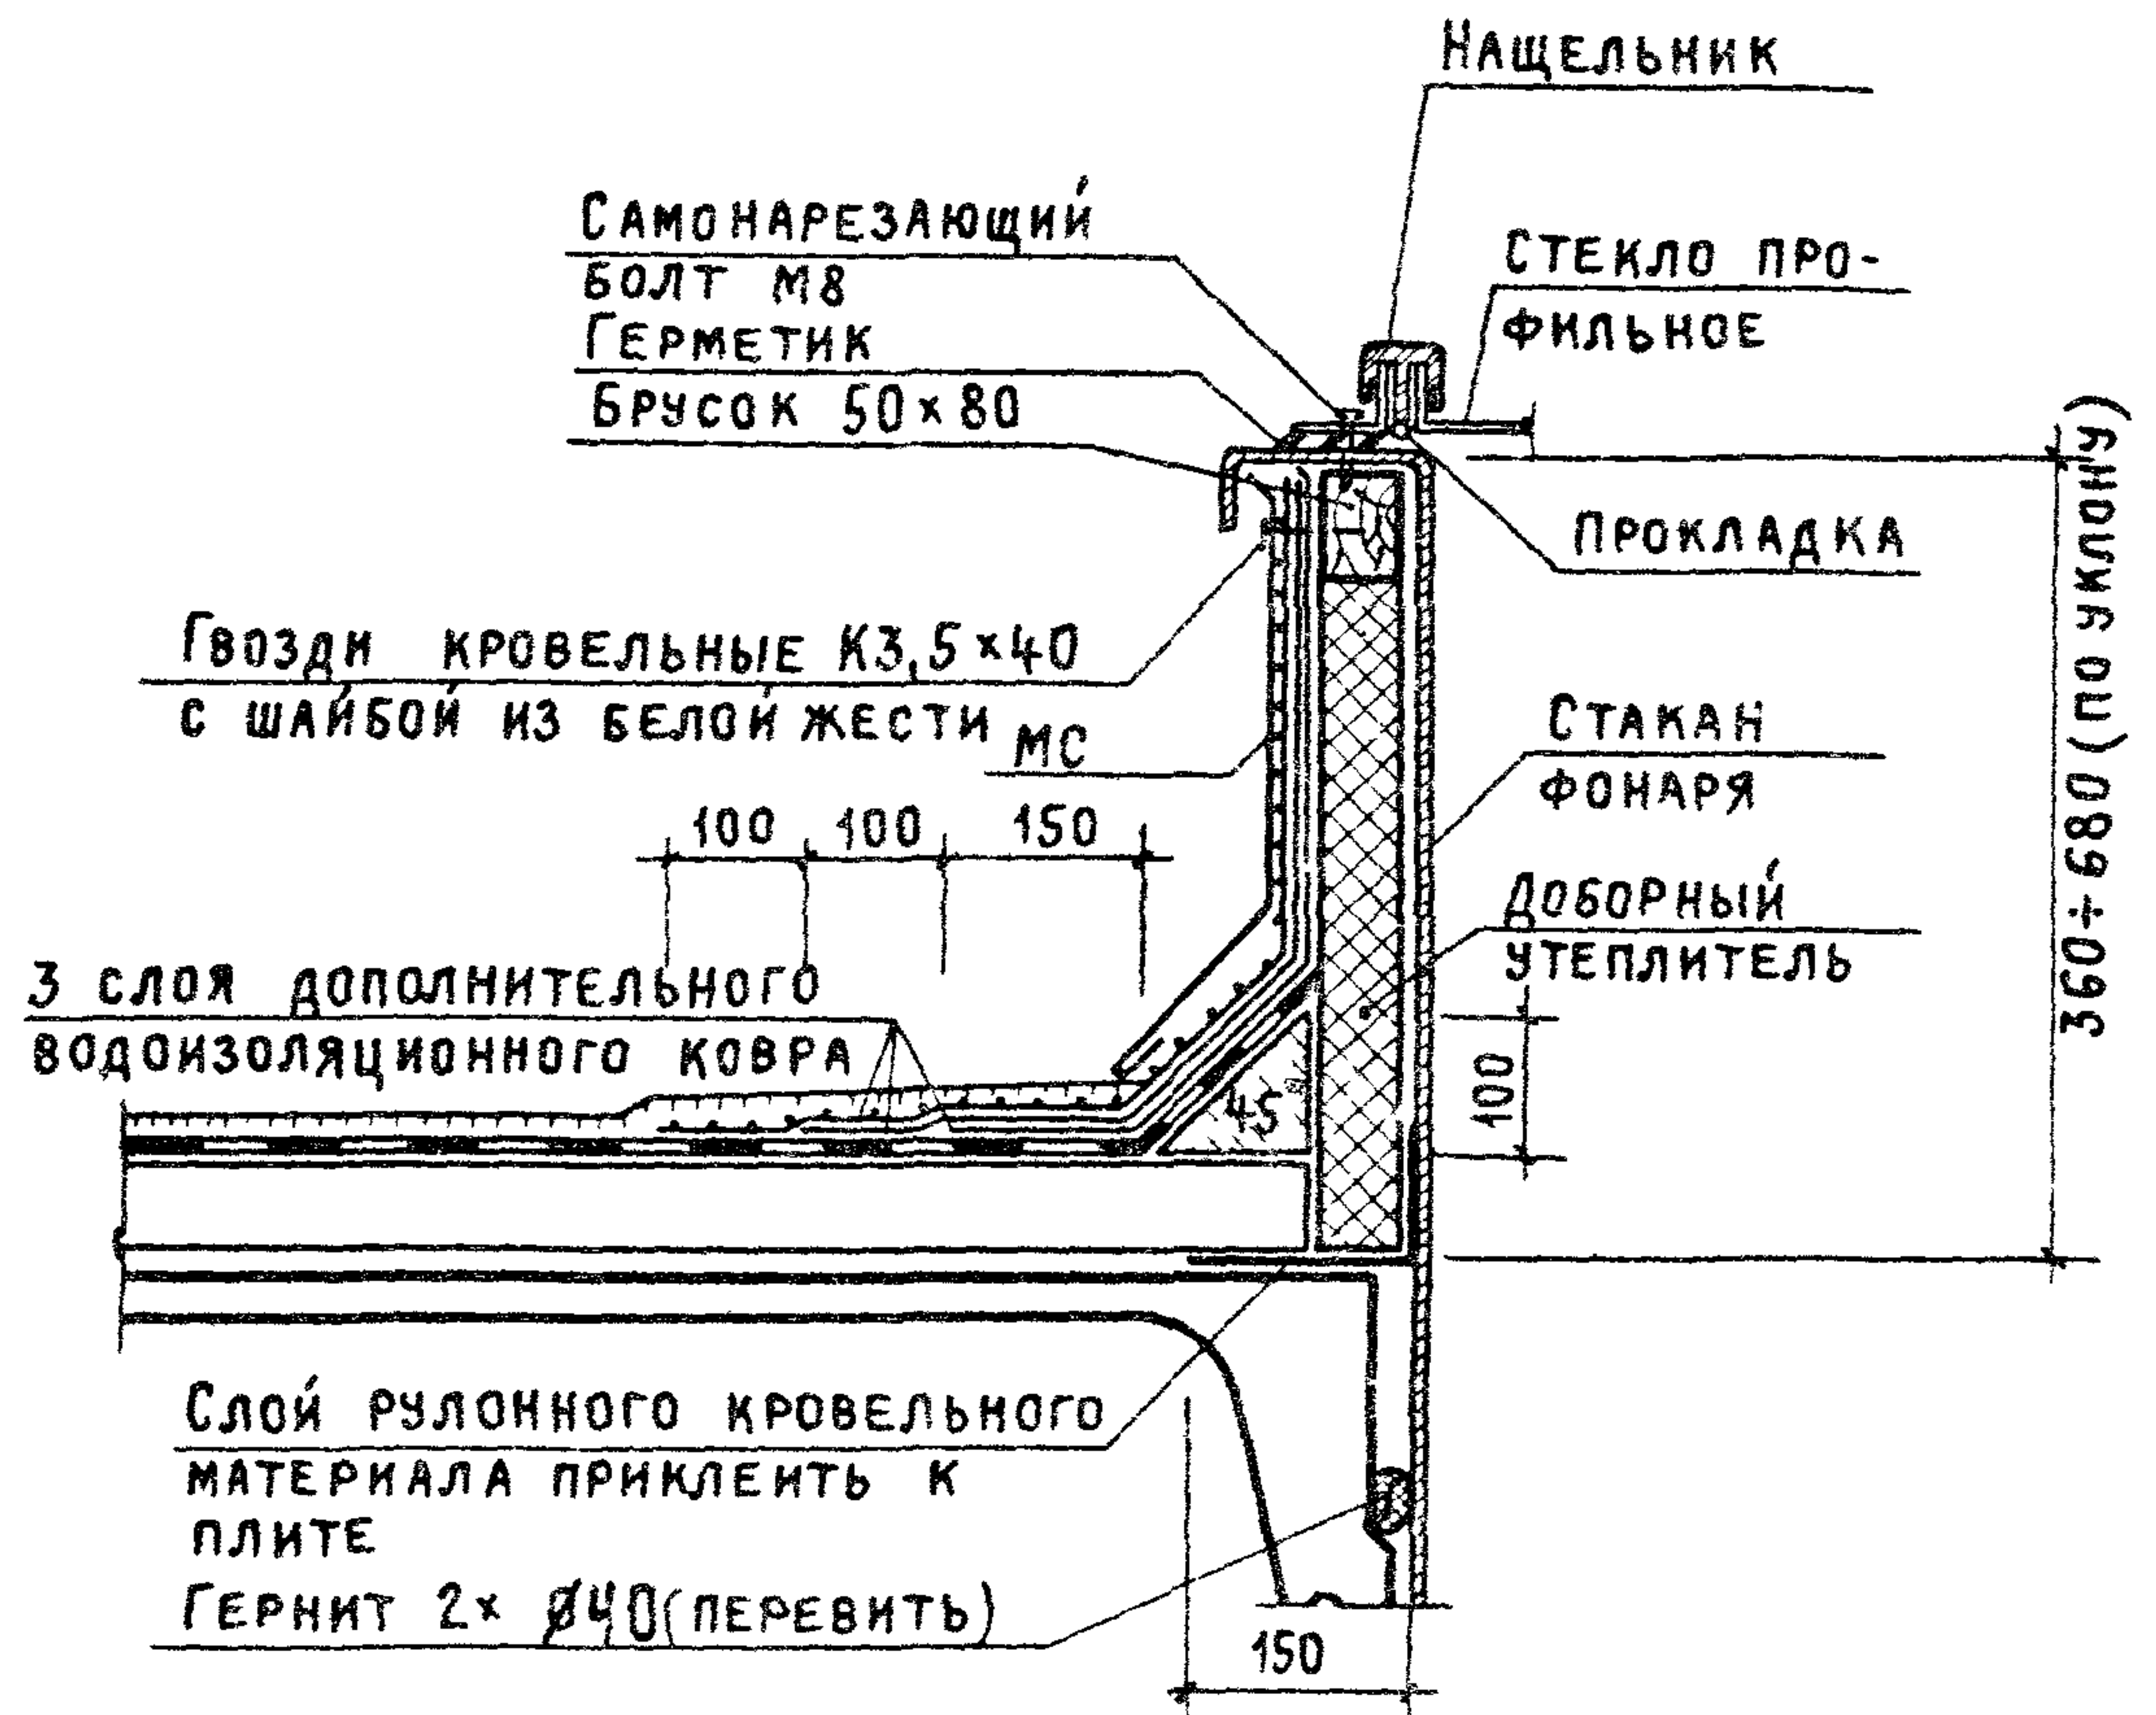 Нащельник
Самонарезающий
болт М8
Герметик
Брусок 50×80
Стекло про-
фильное
Прокладка
Гвозди кровельные К3,5×40
с шайбой из белой жести
МС
Стакан
фонаря
100 100 150
Доборный
утеплитель
3 слоя дополнительного
водоизоляционного ковра
45
100
360÷680 (по уклону)
Слой рулонного кровельного
материала приклеить к
плите
Гернит 2× ⌀40 (перевить)
150